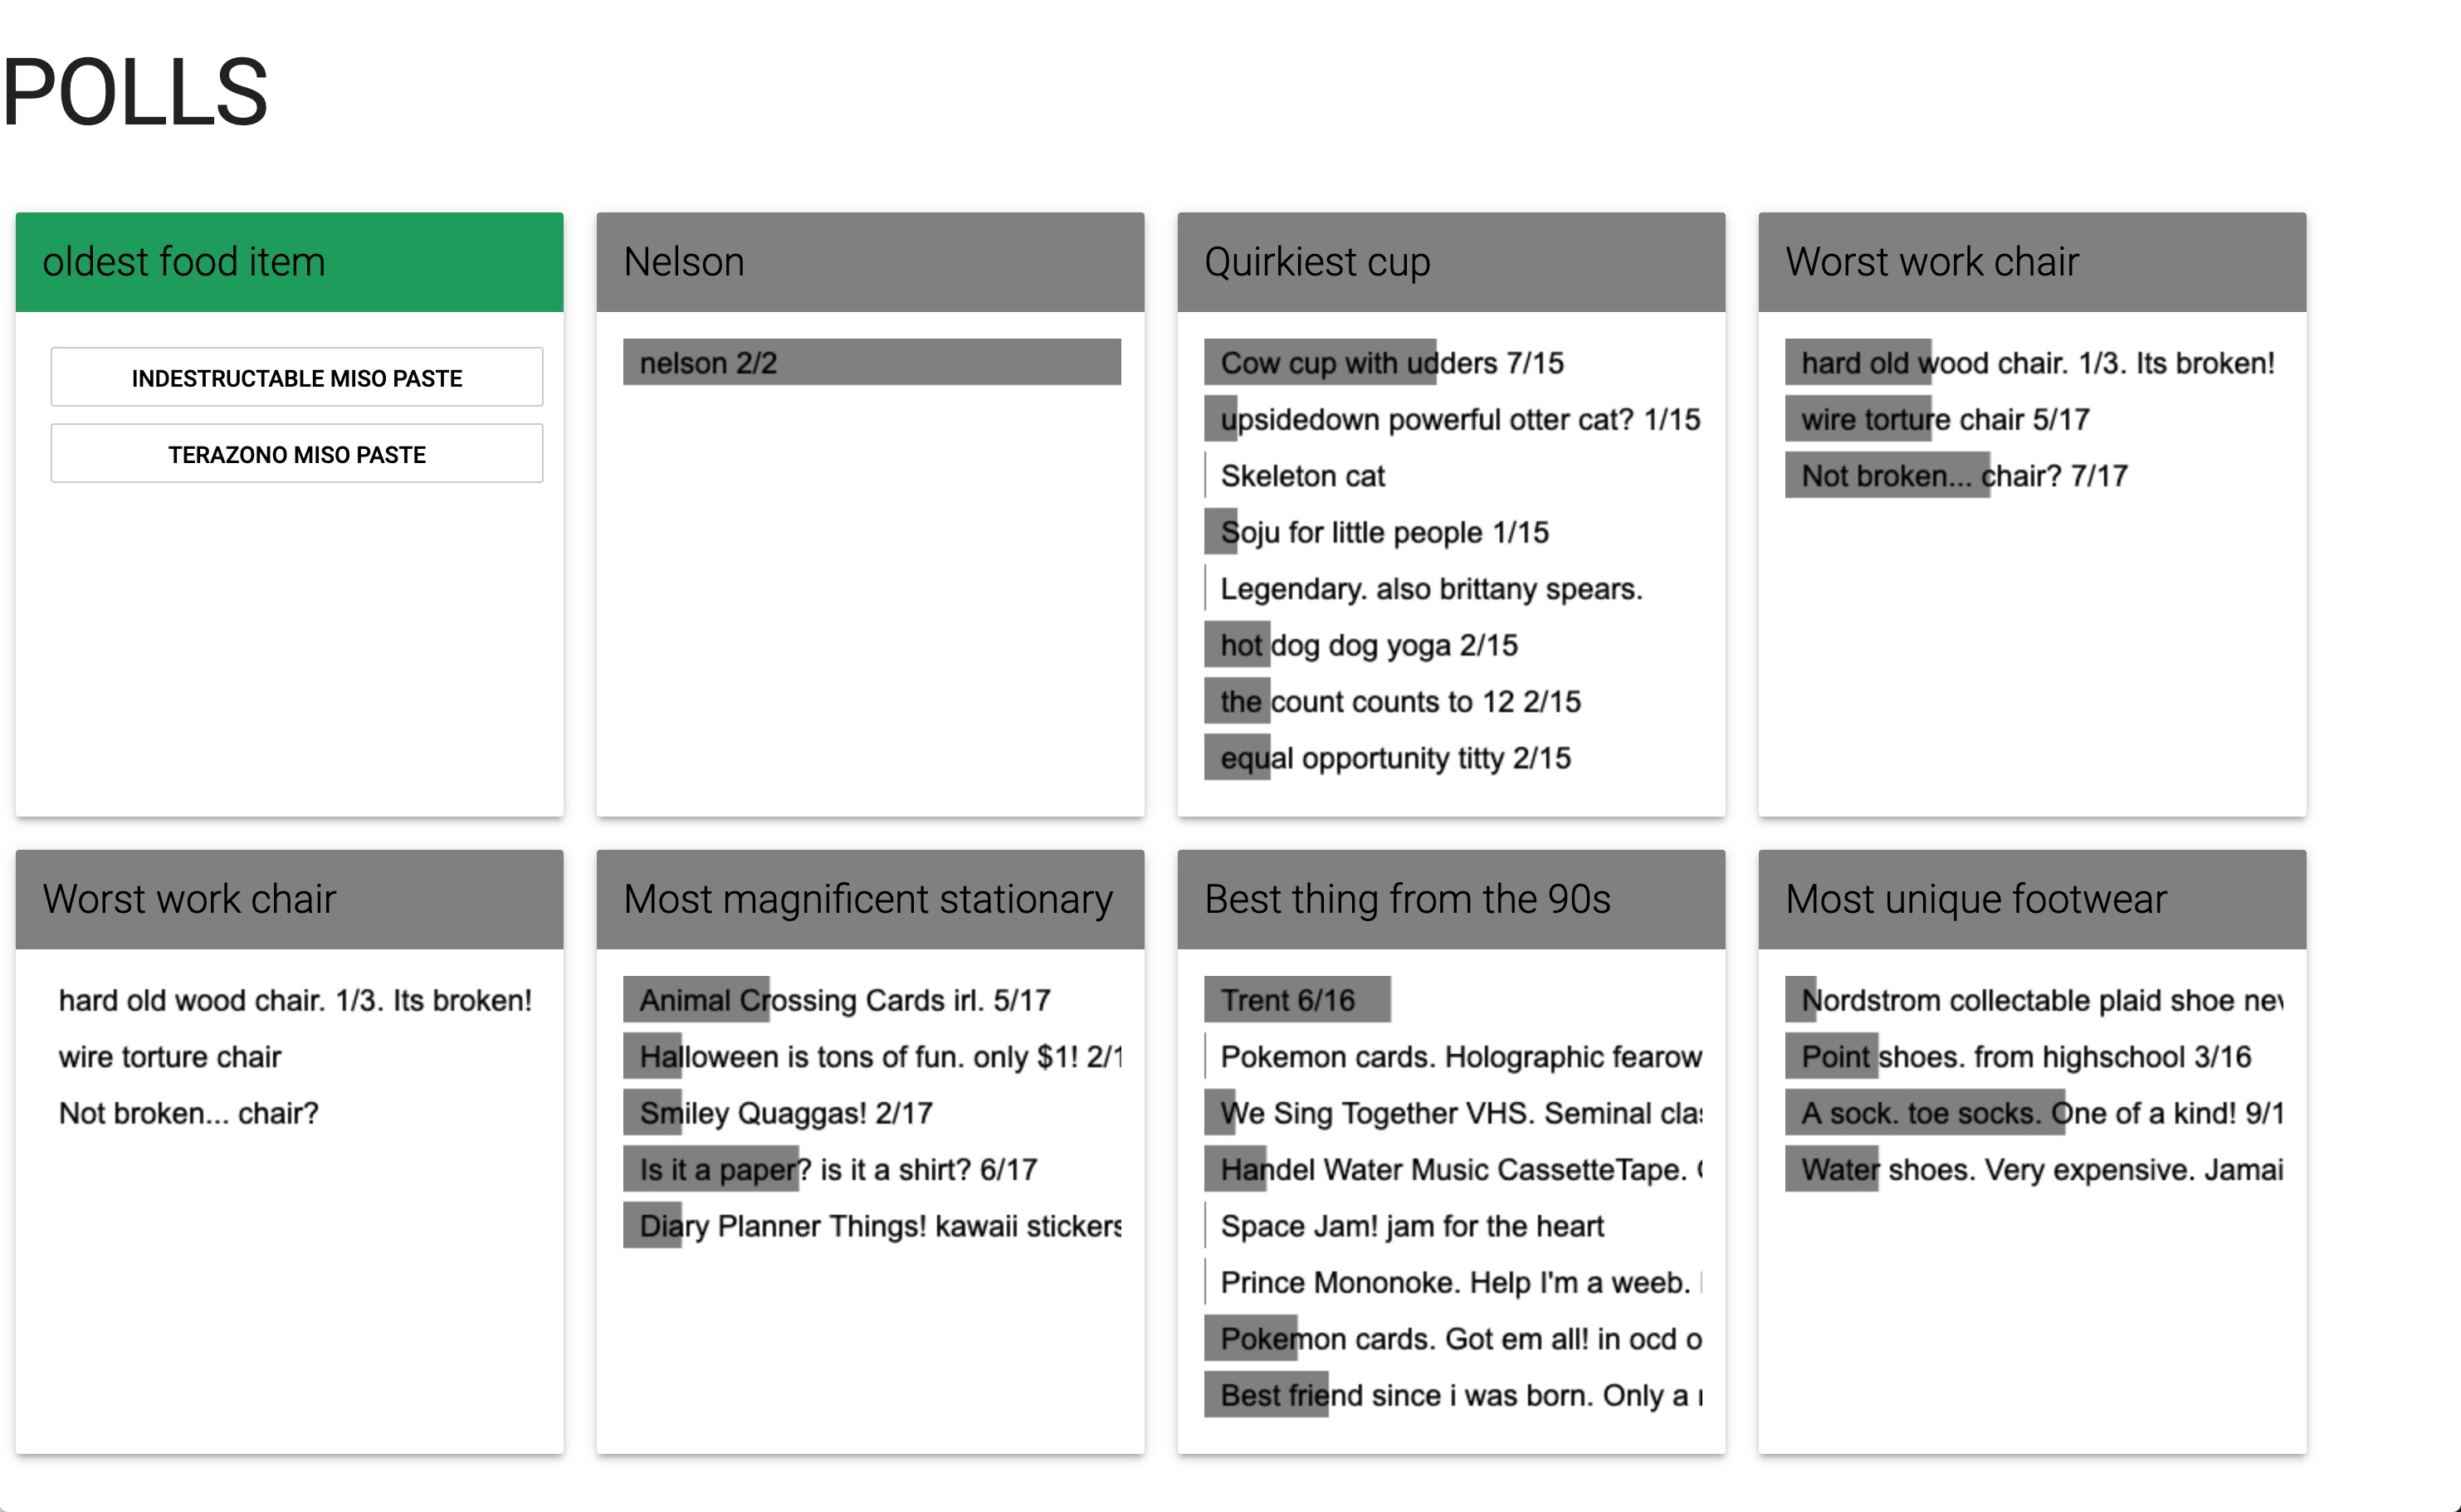 POLLS
oldest food item
INDESTRUCTABLE MISO PASTE
TERAZONO MISO PASTE
Nelson
nelson 2/2
Quirkiest cup
Cow cup with udders 7/15
upsidedown powerful otter cat? 1/15
Skeleton cat
Soju for little people 1/15
Legendary. also brittany spears.
hot dog dog yoga 2/15
the count counts to 12 2/15
equal opportunity titty 2/15
Worst work chair
hard old wood chair. 1/3. Its broken!
wire torture chair 5/17
Not broken... chair? 7/17
Worst work chair
hard old wood chair. 1/3. Its broken!
wire torture chair
Not broken... chair?
Most magnificent stationary
Animal Crossing Cards irl. 5/17
Halloween is tons of fun. only $1! 2/1
Smiley Quaggas! 2/17
Is it a paper? is it a shirt? 6/17
Diary Planner Things! kawaii stickers
Best thing from the 90s
Trent 6/16
Pokemon cards. Holographic fearow
We Sing Together VHS. Seminal
Handel Water Music CassetteTape.
Space Jam! jam for the heart
Prince Mononoke. Help I'm a weeb.
Pokemon cards. Got em all! in ocd o
Best friend since i was born. Only a
Most unique footwear
Nordstrom collectable plaid shoe
Point shoes. from highschool 3/16
A sock. toe socks. One of a kind! 9/1
Water shoes. Very expensive. Jamai